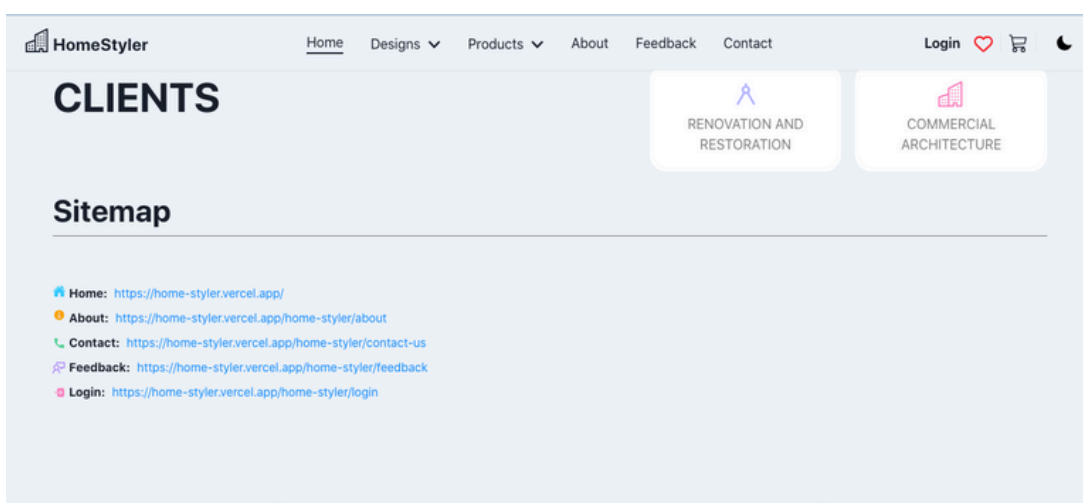 HomeStyler Home Designs Products About Feedback Contact Login
CLIENTS
RENOVATION AND
RESTORATION
COMMERCIAL
ARCHITECTURE
Sitemap
Home: https://home-styler.vercel.app/
About: https://home-styler.vercel.app/home-styler/about
Contact: https://home-styler.vercel.app/home-styler/contact-us
Feedback: https://home-styler.vercel.app/home-styler/feedback
Login: https://home-styler.vercel.app/home-styler/login